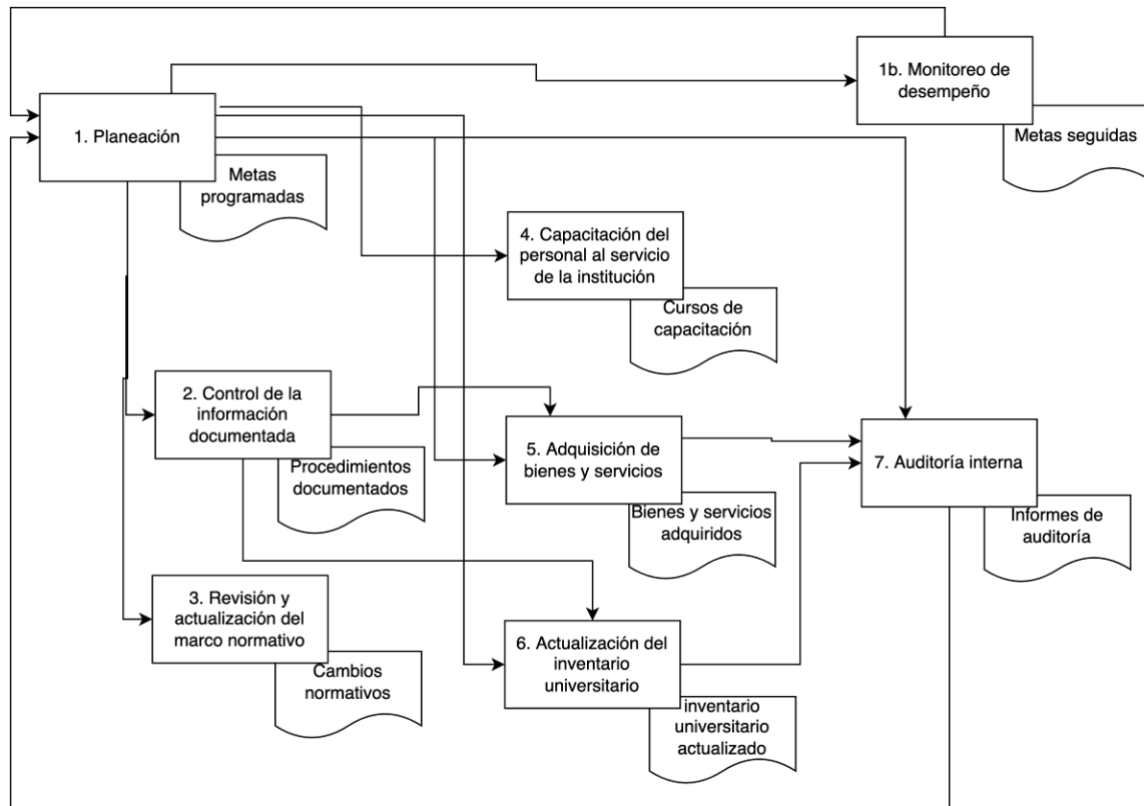 1. Planeación
Metas
programadas
1b. Monitoreo de
desempeño
Metas seguidas
4. Capacitación del
personal al servicio
de la institución
Cursos de
capacitación
2. Control de la
información
documentada
Procedimientos
documentados
5. Adquisición de
bienes y servicios
Bienes y servicios
adquiridos
7. Auditoría interna
Informes de
auditoría
3. Revisión y
actualización del
marco normativo
Cambios
normativos
6. Actualización del
inventario
universitario
inventario
universitario
actualizado